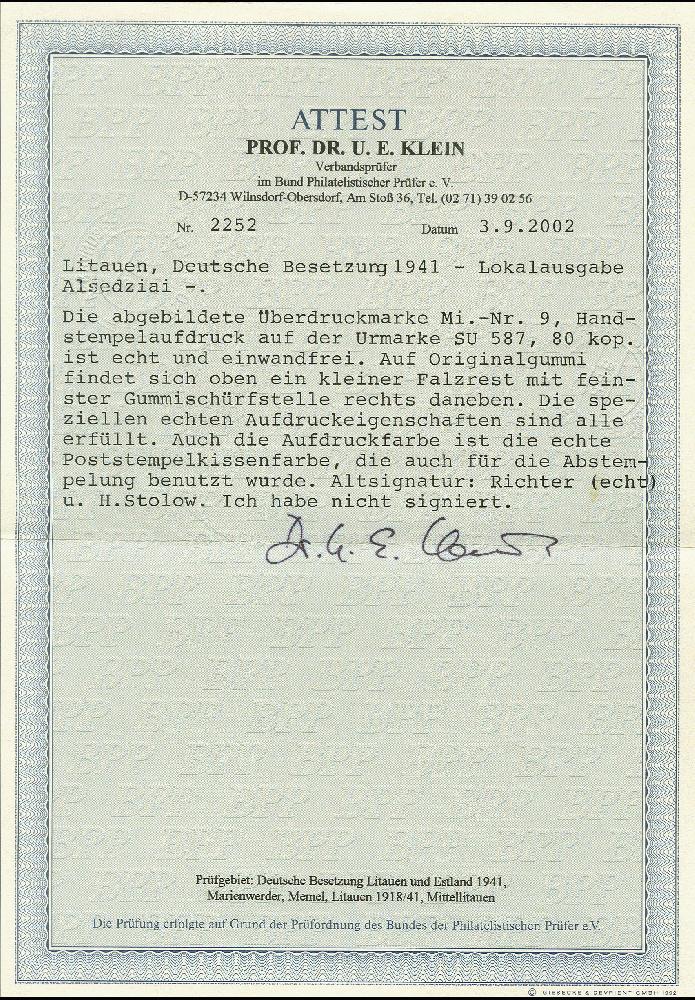 ATTEST
PROF. DR. U. E. KLEIN
Verbandsprüfer
im Bund Philatelistischer Prüfer e. V.
D-57234 Wilnsdorf-Obersdorf, Am Stoß 36, Tel. (02 71) 39 02 56
Nr. 2252 Datum 3.9.2002
Litauen, Deutsche Besetzung 1941 - Lokalausgabe
Alsedziai -.
Die abgebildete Überdruckmarke Mi.-Nr. 9, Hand-
stempelaufdruck auf der Urmarke SU 587, 80 kop.
ist echt und einwandfrei. Auf Originalgummi
findet sich oben ein kleiner Falzrest mit fein-
ster Gummischürfstelle rechts daneben. Die spe-
ziellen echten Aufdruckeigenschaften sind alle
erfüllt. Auch die Aufdruckfarbe ist die echte
Poststempelkissenfarbe, die auch für die Abstem-
pelung benutzt wurde. Altsignatur: Richter (echt)
u. H.Stolow. Ich habe nicht signiert.
Dr. U. E. Klein
Prüfgebiet: Deutsche Besetzung Litauen und Estland 1941,
Marienwerder, Memel, Litauen 1918/41, Mittellitauen
Die Prüfung erfolgte auf Grund der Prüfordnung des Bundes der Philatelistischen Prüfer e.V.
© GIESECKE & DEVRIENT GMBH 1992